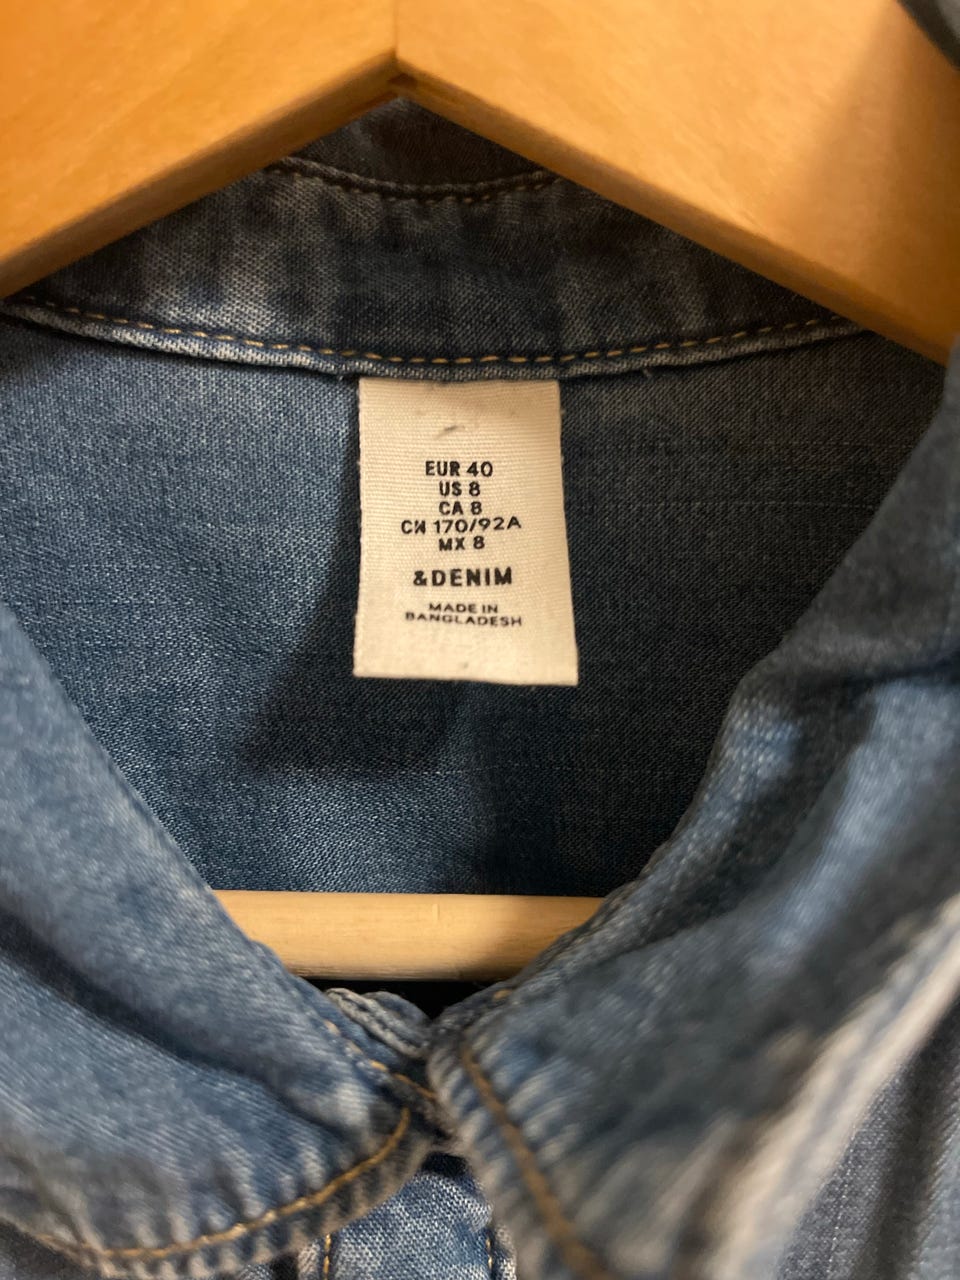 EUR 40
US 8
CA 8
CN 170/92A
MX 8
&DENIM
MADE IN
BANGLADESH